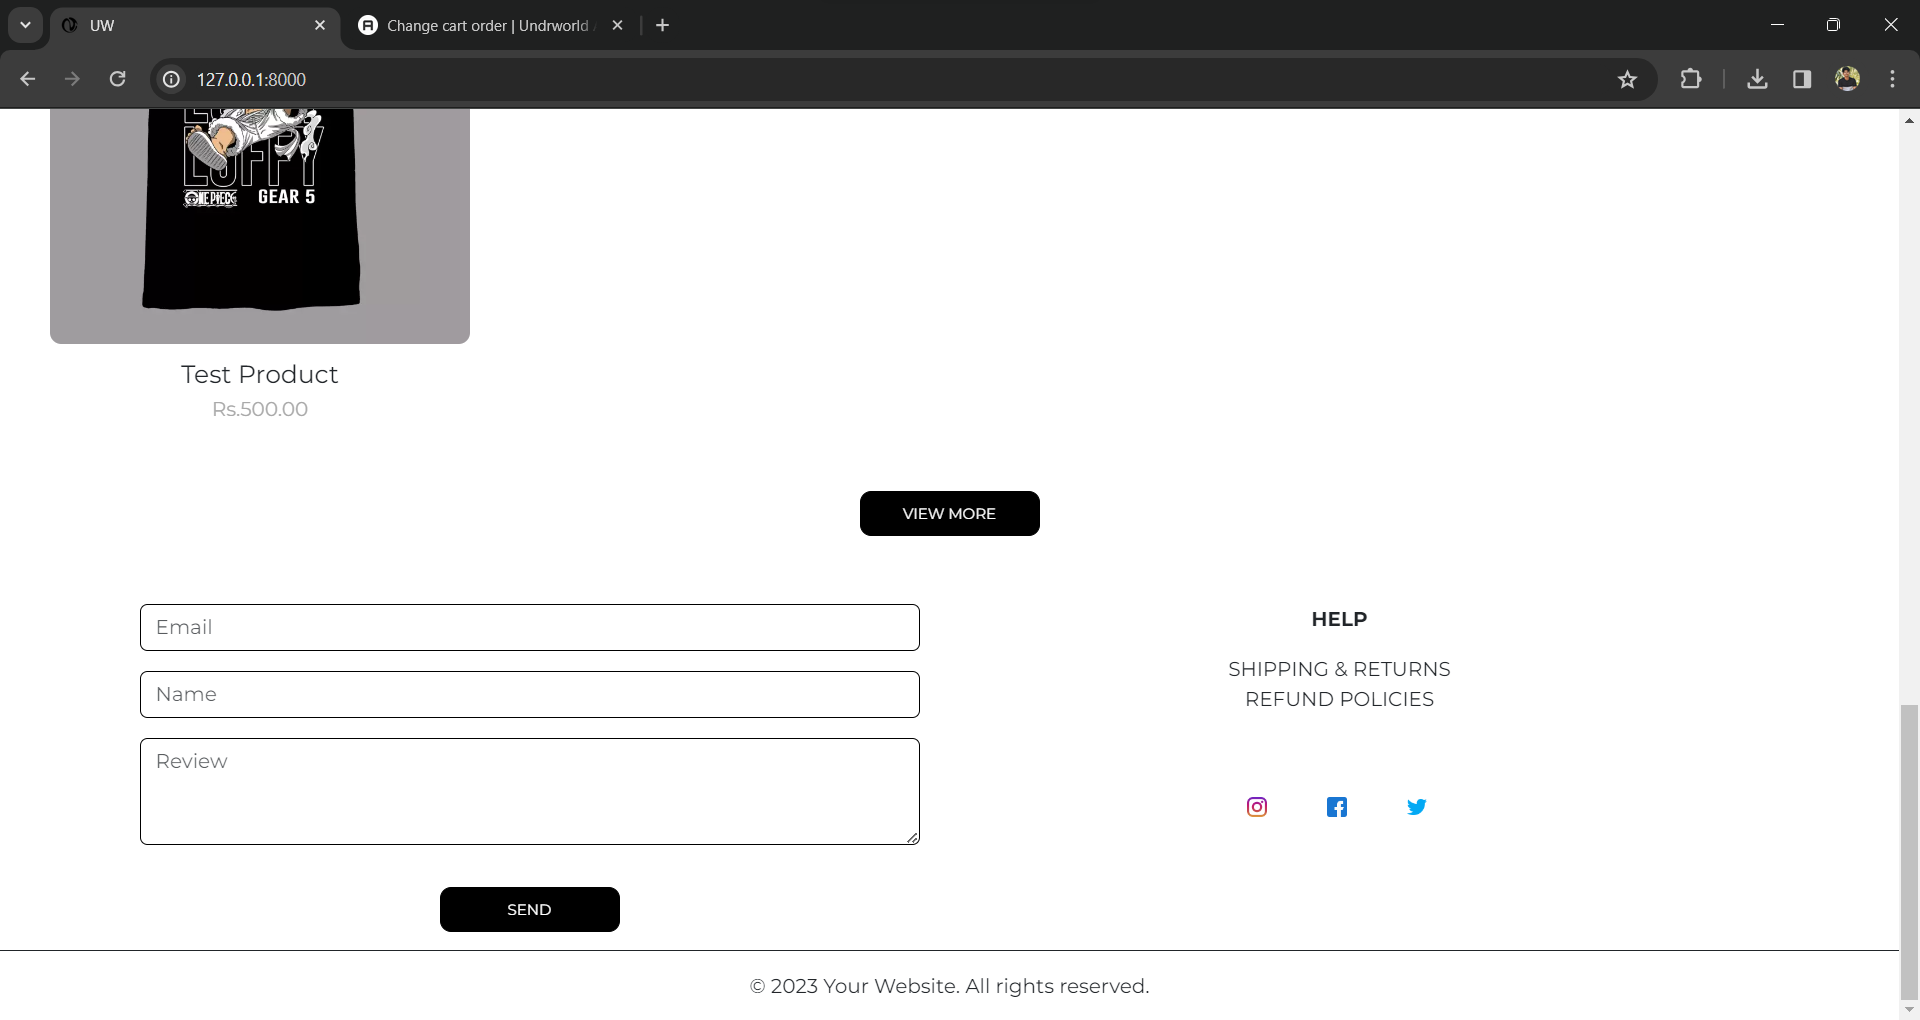 UW
Change cart order | Undrworld
127.0.0.1:8000
LUFFY
ONE PIECE GEAR 5
Test Product
Rs.500.00
VIEW MORE
Email
Name
Review
SEND
HELP
SHIPPING & RETURNS
REFUND POLICIES
© 2023 Your Website. All rights reserved.